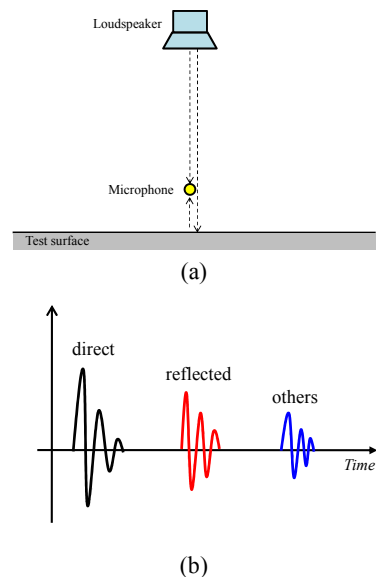 Loudspeaker
Microphone
Test surface
(a)
direct
reflected
others
Time
(b)